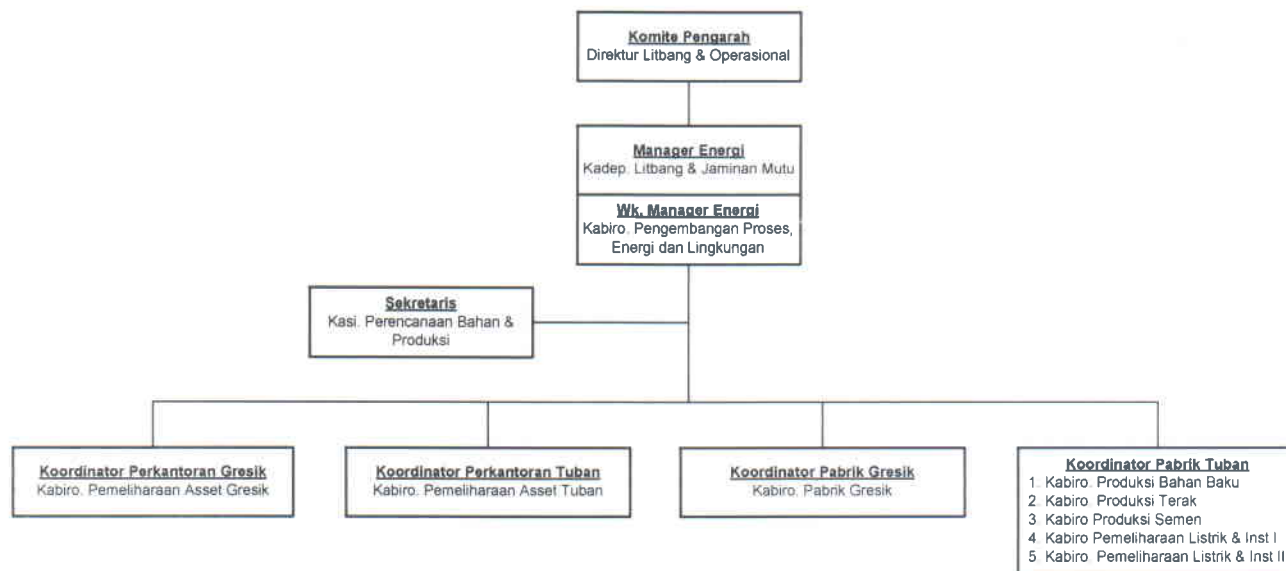 Komite Pengarah
Direktur Litbang & Operasional
Manager Energi
Kadep. Litbang & Jaminan Mutu
Wk. Manager Energi
Kabiro. Pengembangan Proses,
Energi dan Lingkungan
Sekretaris
Kasi. Perencanaan Bahan &
Produksi
Koordinator Perkantoran Gresik
Kabiro. Pemeliharaan Asset Gresik
Koordinator Perkantoran Tuban
Kabiro. Pemeliharaan Asset Tuban
Koordinator Pabrik Gresik
Kabiro. Pabrik Gresik
Koordinator Pabrik Tuban
1. Kabiro. Produksi Bahan Baku
2. Kabiro. Produksi Terak
3. Kabiro Produksi Semen
4. Kabiro Pemeliharaan Listrik & Inst I
5. Kabiro. Pemeliharaan Listrik & Inst II